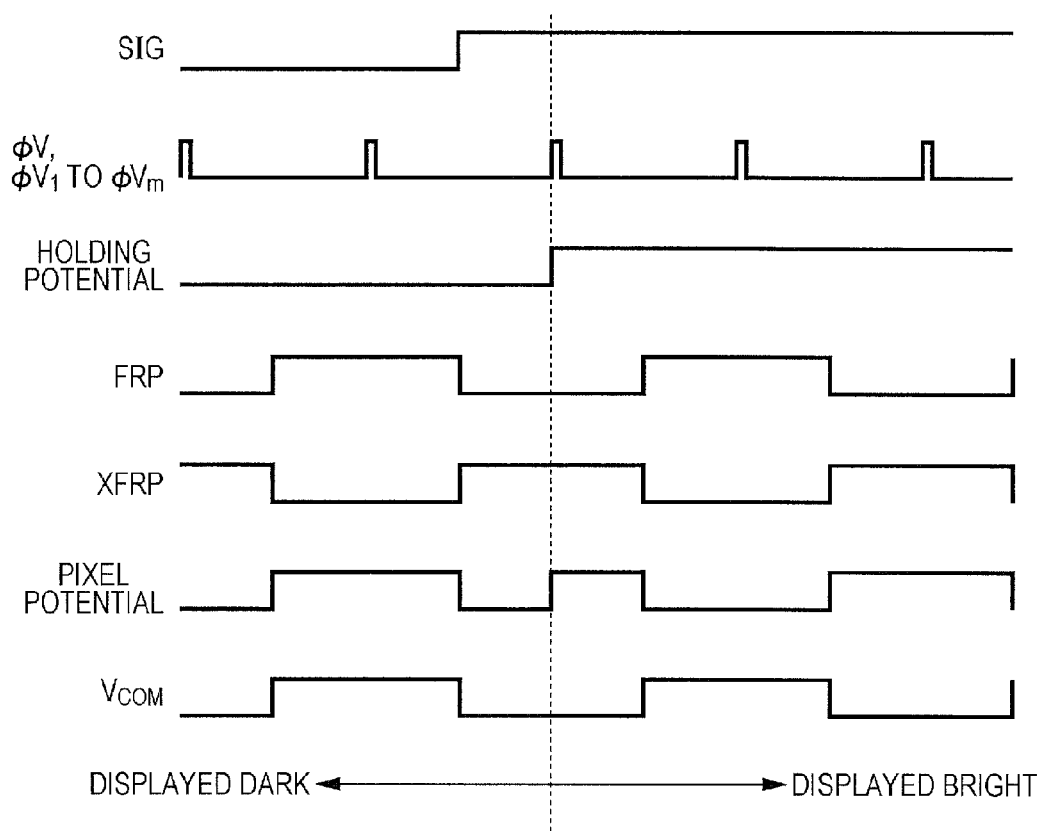 SIG
ϕV,
ϕV1 TO ϕVm
HOLDING
POTENTIAL
FRP
XFRP
PIXEL
POTENTIAL
VCOM
DISPLAYED DARK
DISPLAYED BRIGHT